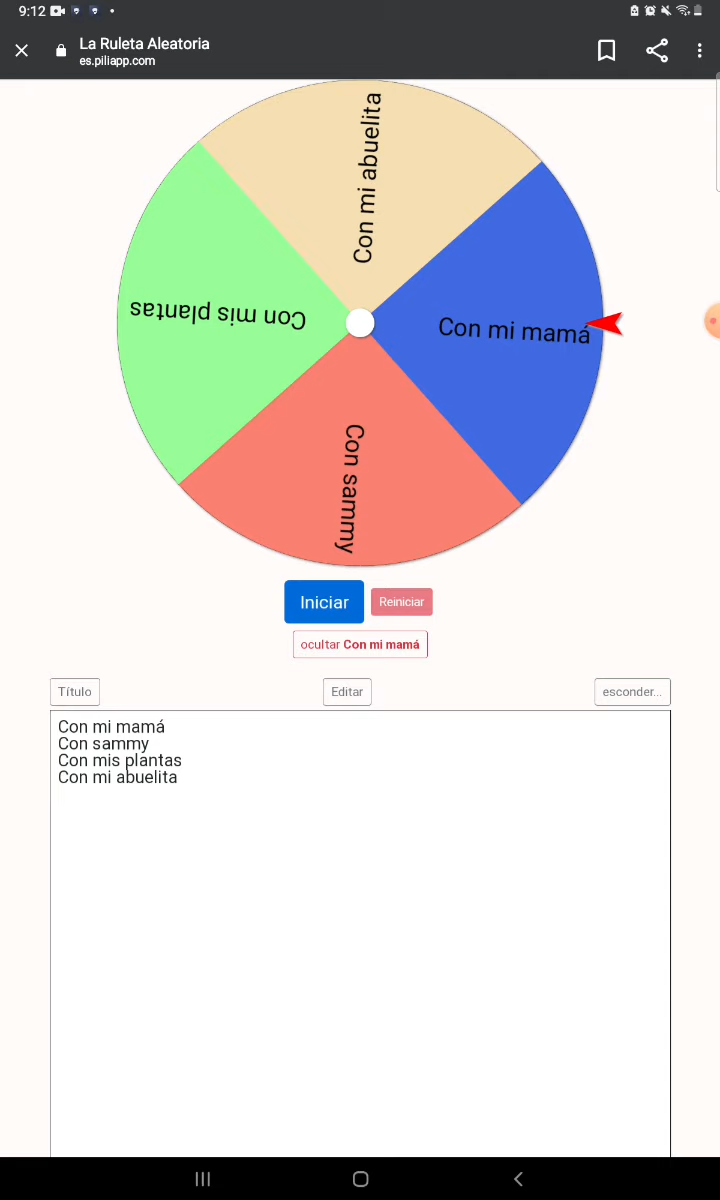 9:12
La Ruleta Aleatoria
es.piliapp.com
Con mi abuelita
Con mis plantas
Con mi mamá
Con sammy
Iniciar
Reiniciar
ocultar Con mi mamá
Título
Editar
esconder...
Con mi mamá
Con sammy
Con mis plantas
Con mi abuelita